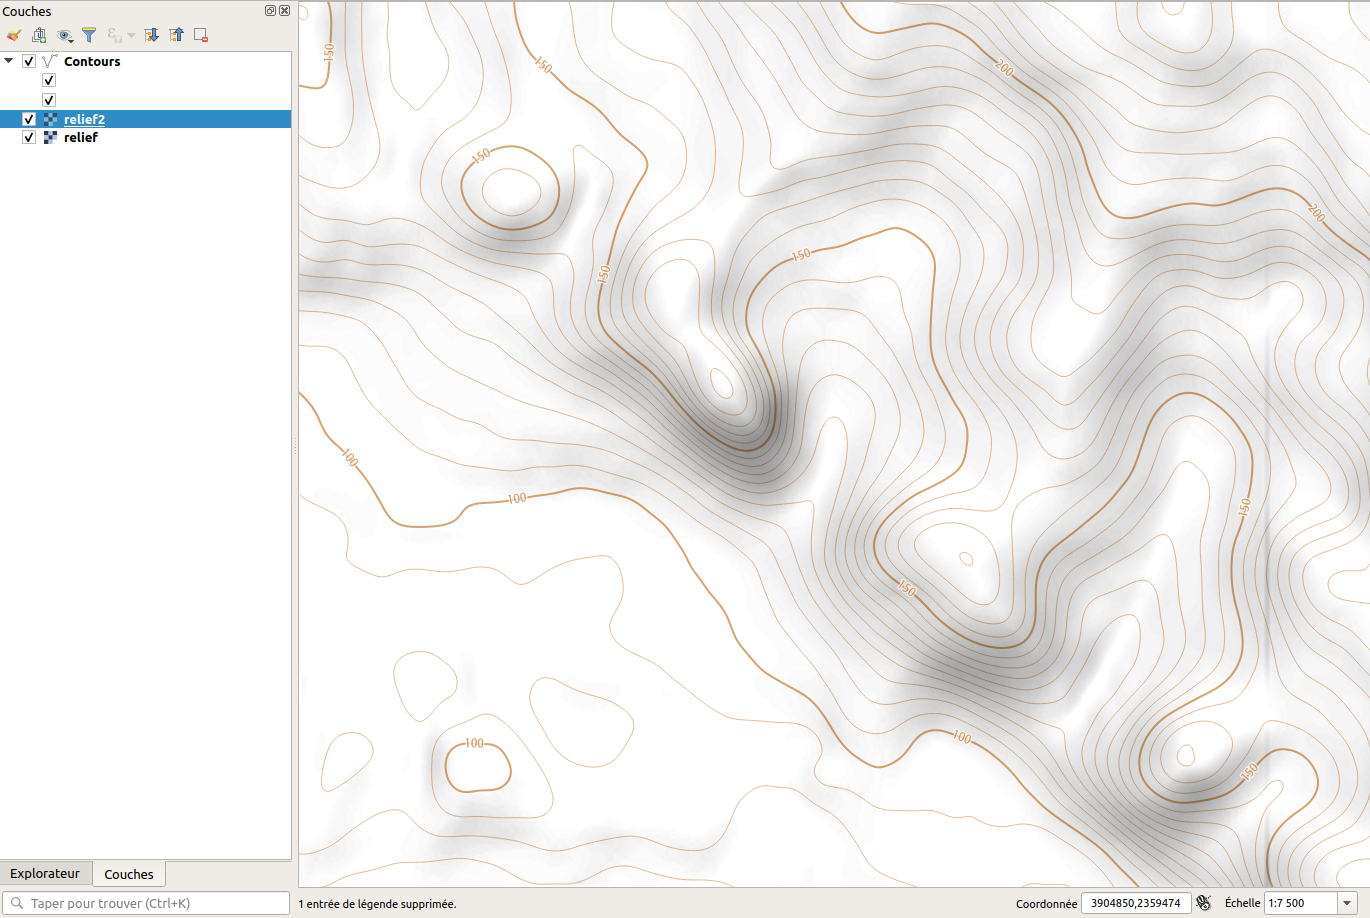 Couches
Contours
relief2
relief
Explorateur
Couches
Taper pour trouver (Ctrl+K)
150
150
200
150
200
150
150
100
100
150
150
100
100
150
1 entrée de légende supprimée.
Coordonnée
3904850,2359474
Échelle
1:7 500